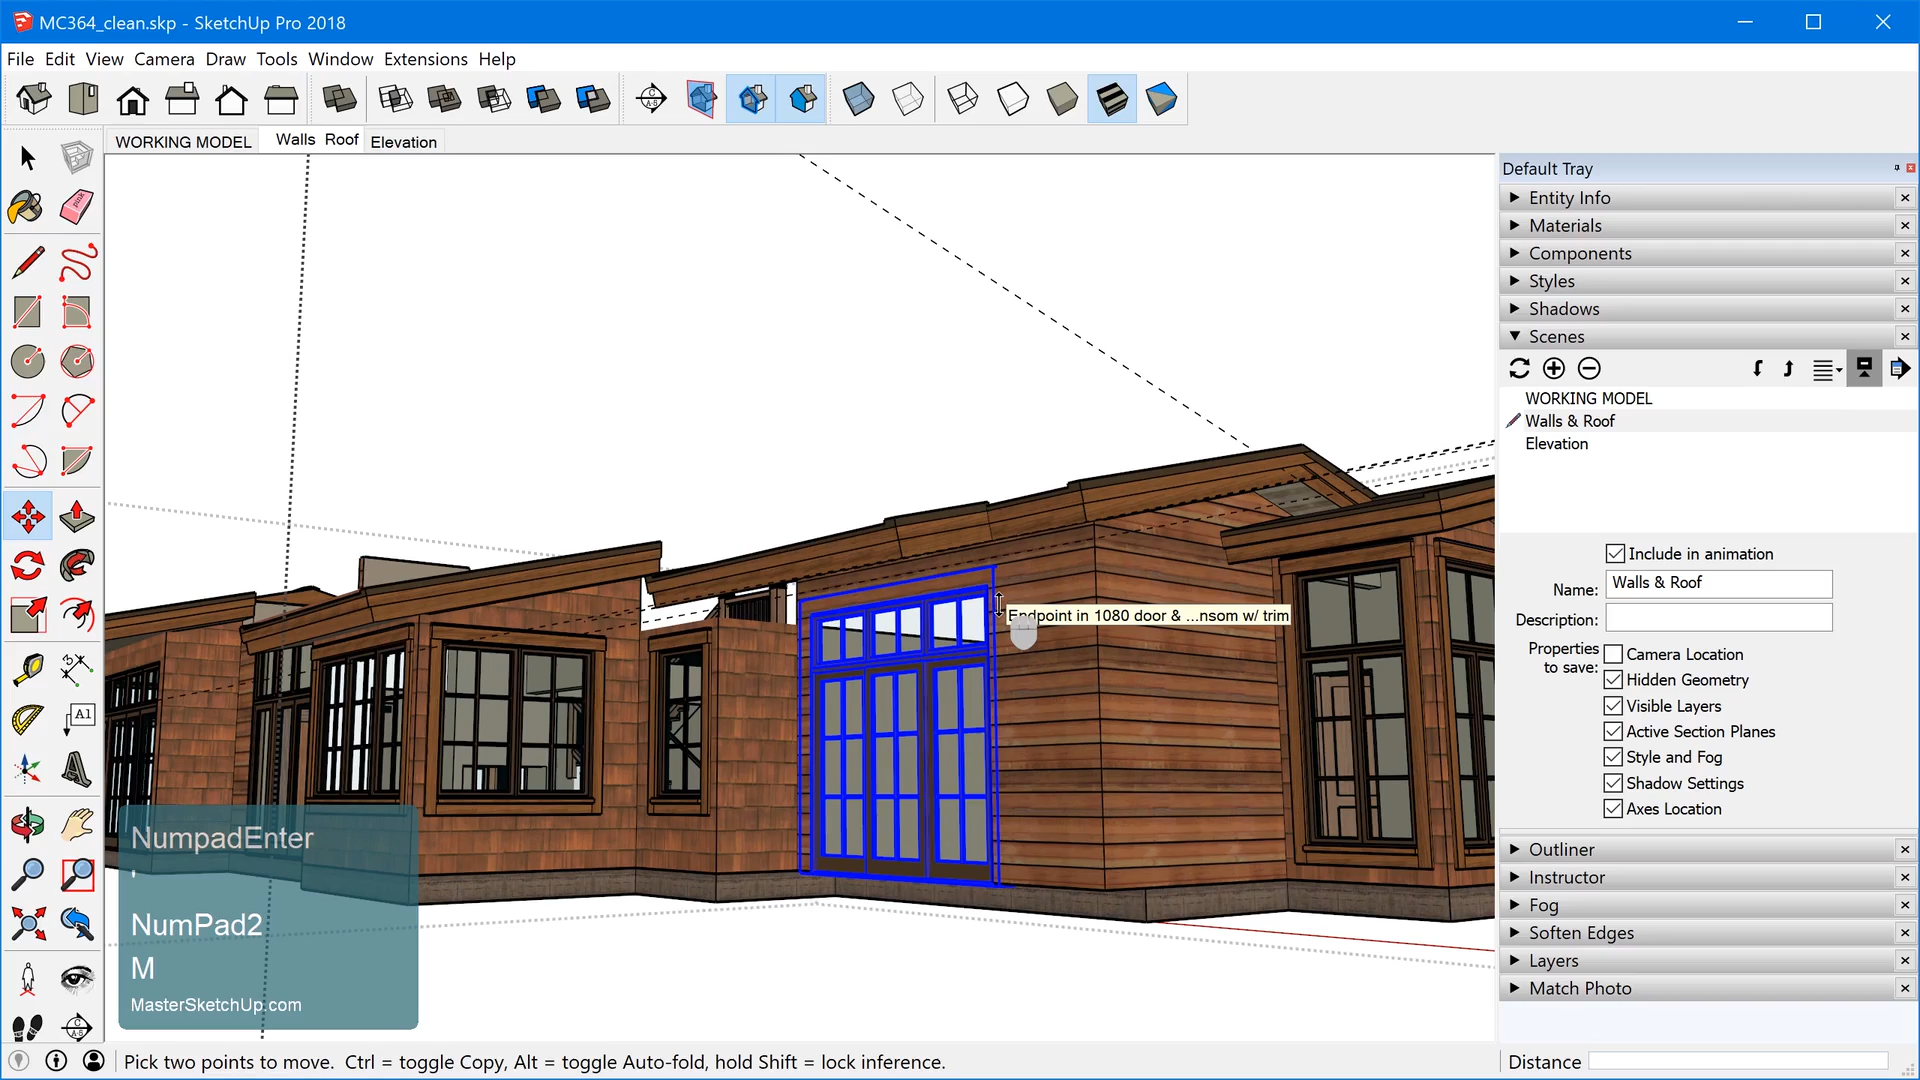 MC364_clean.skp - SketchUp Pro 2018
File Edit View Camera Draw Tools Window Extensions Help
WORKING MODEL Walls Roof Elevation
Default Tray
Entity Info
Materials
Components
Styles
Shadows
Scenes
WORKING MODEL
Walls & Roof
Elevation
Include in animation
Name: Walls & Roof
Description:
Properties to save:
Camera Location
Hidden Geometry
Visible Layers
Active Section Planes
Style and Fog
Shadow Settings
Axes Location
Outliner
Instructor
Fog
Soften Edges
Layers
Match Photo
Endpoint in 1080 door & ...nsom w/ trim
NumpadEnter
'
NumPad2
M
MasterSketchUp.com
Pick two points to move. Ctrl = toggle Copy, Alt = toggle Auto-fold, hold Shift = lock inference.
Distance